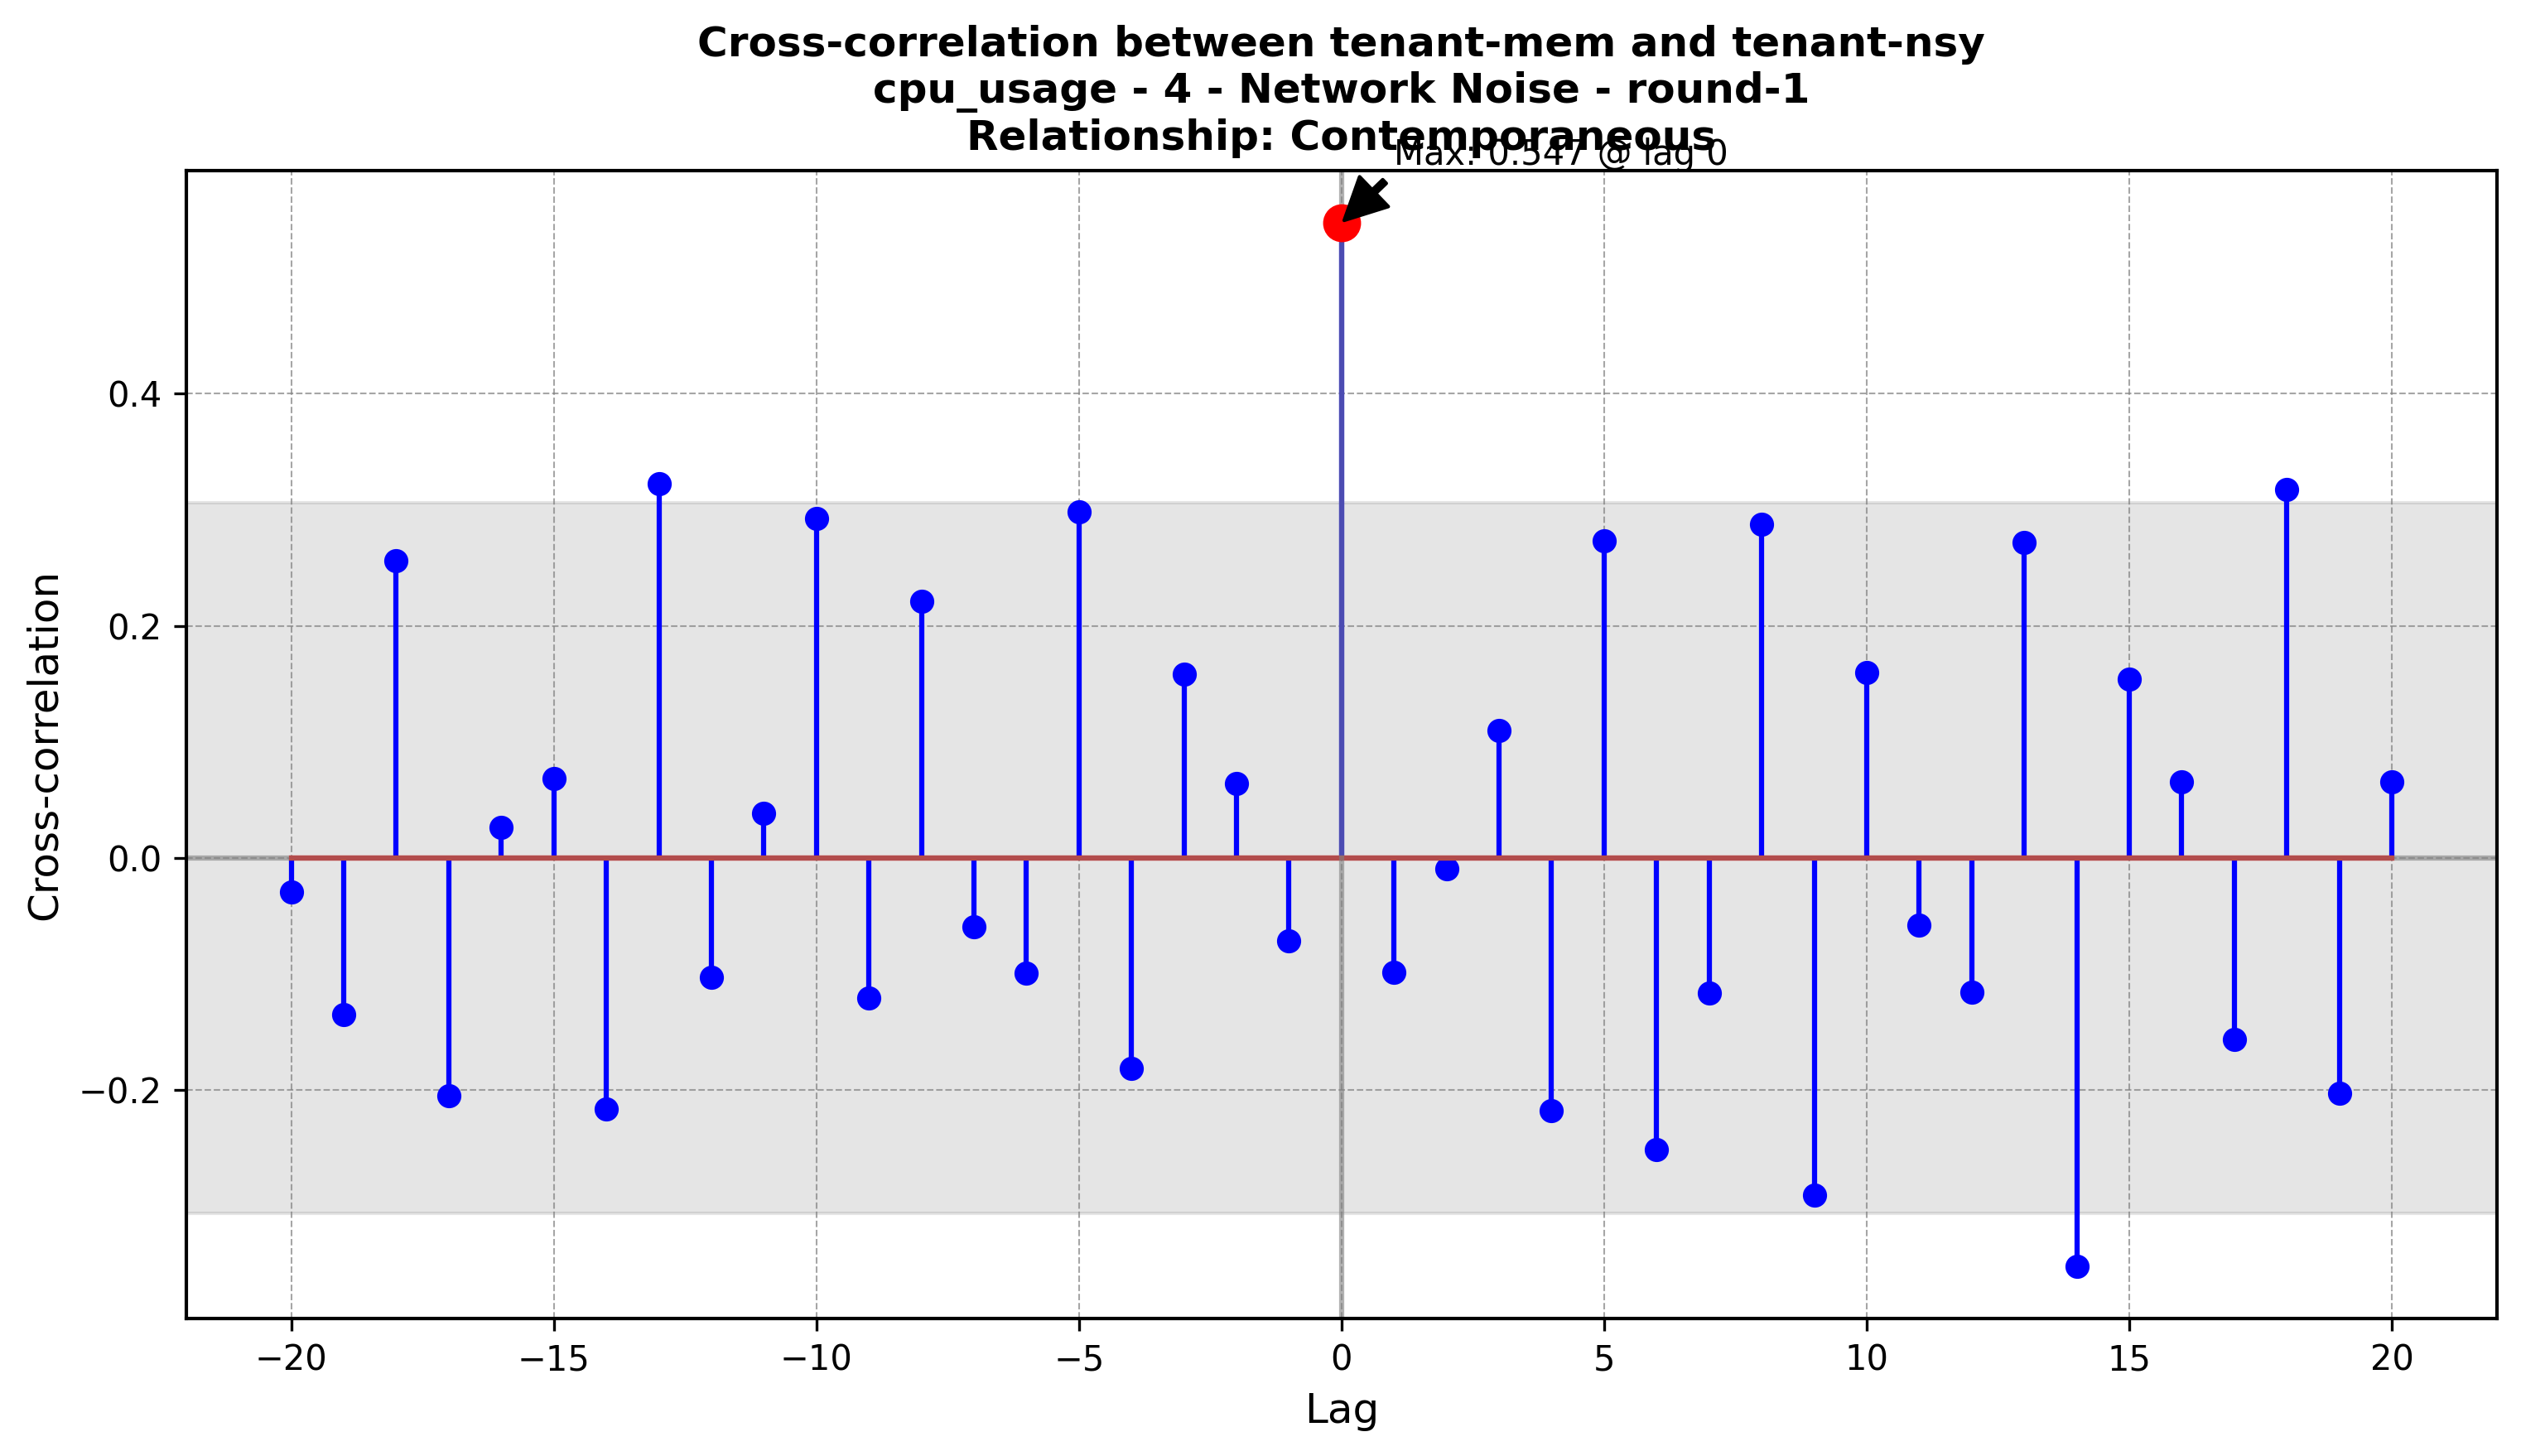 Cross-correlation between tenant-mem and tenant-nsy
cpu_usage - 4 - Network Noise - round-1
Relationship: Contemporaneous
Max: 0.547 @ lag 0
Cross-correlation
0.4
0.2
0.0
−0.2
−20
−15
−10
−5
0
5
10
15
20
Lag